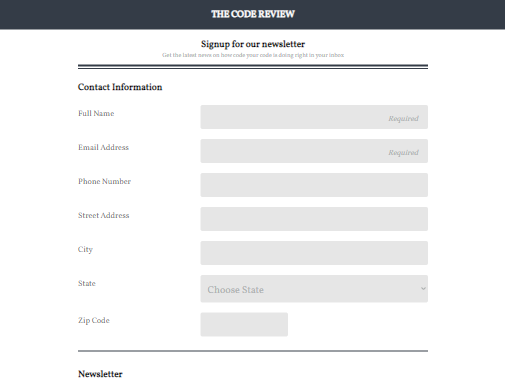 THE CODE REVIEW
Signup for our newsletter
Get the latest news on how code your code is doing right in your inbox
Contact Information
Full Name
Required
Email Address
Required
Phone Number
Street Address
City
State
Choose State
Zip Code
Newsletter